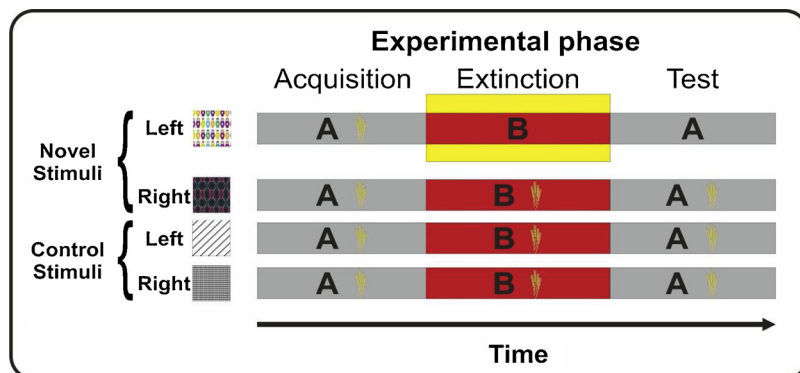 Experimental phase
Acquisition Extinction Test
Novel Stimuli
Left A B A
Right A B A
Control Stimuli
Left A B A
Right A B A
Time